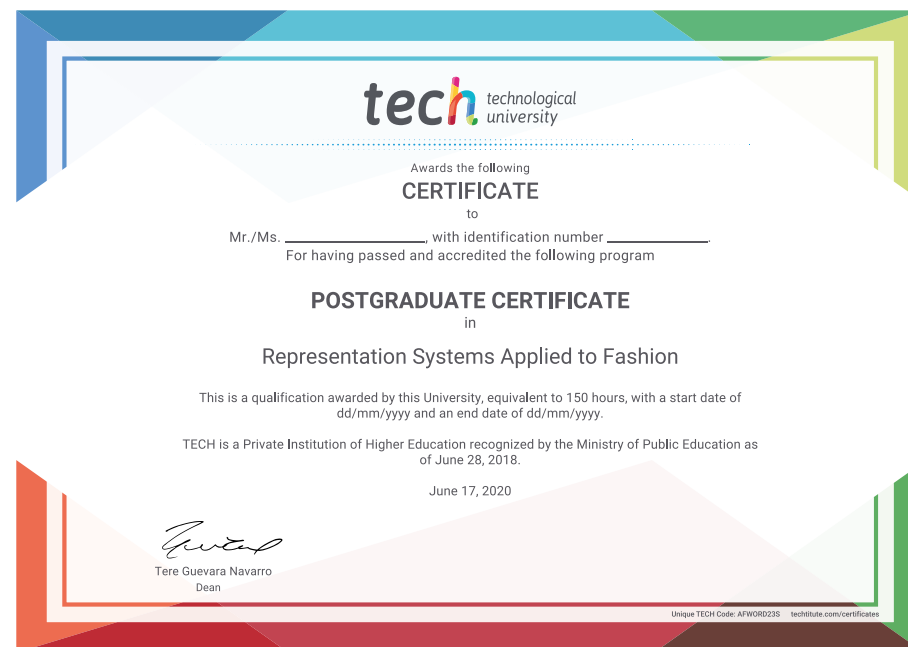 tech technological
university
Awards the following
CERTIFICATE
to
Mr./Ms. ____________________, with identification number ______________.
For having passed and accredited the following program
POSTGRADUATE CERTIFICATE
in
Representation Systems Applied to Fashion
This is a qualification awarded by this University, equivalent to 150 hours, with a start date of
dd/mm/yyyy and an end date of dd/mm/yyyy.
TECH is a Private Institution of Higher Education recognized by the Ministry of Public Education as
of June 28, 2018.
June 17, 2020
Tere Guevara Navarro
Dean
Unique TECH Code: AFWORD23S techtitute.com/certificates